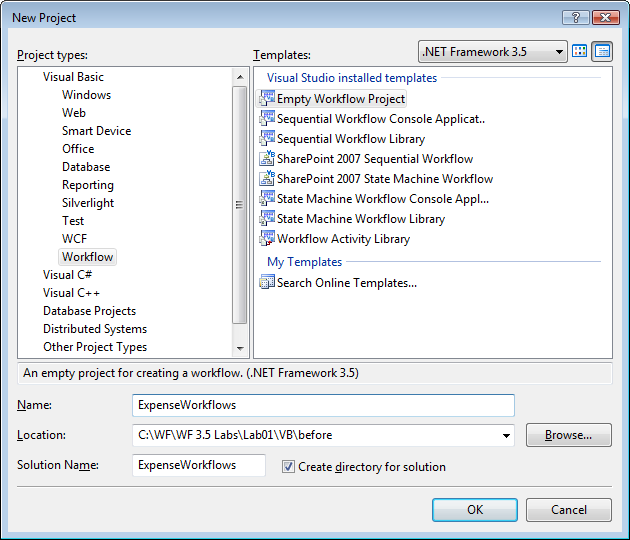 New Project
Project types:
Templates:
.NET Framework 3.5
Visual Basic
Windows
Web
Smart Device
Office
Database
Reporting
Silverlight
Test
WCF
Workflow
Visual C#
Visual C++
Database Projects
Distributed Systems
Other Project Types
Visual Studio installed templates
Empty Workflow Project
Sequential Workflow Console Applicat..
Sequential Workflow Library
SharePoint 2007 Sequential Workflow
SharePoint 2007 State Machine Workflow
State Machine Workflow Console Appl...
State Machine Workflow Library
Workflow Activity Library
My Templates
Search Online Templates...
An empty project for creating a workflow. (.NET Framework 3.5)
Name:
ExpenseWorkflows
Location:
C:\WF\WF 3.5 Labs\Lab01\VB\before
Browse...
Solution Name:
ExpenseWorkflows
Create directory for solution
OK
Cancel